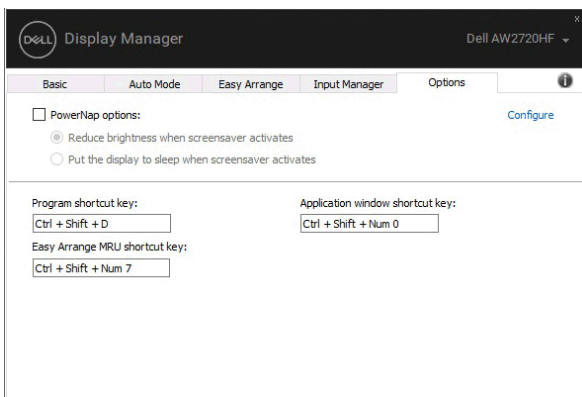 DELL Display Manager
Dell AW2720HF
x
Basic
Auto Mode
Easy Arrange
Input Manager
Options
i
PowerNap options:
Configure
Reduce brightness when screensaver activates
Put the display to sleep when screensaver activates
Program shortcut key:
Application window shortcut key:
Ctrl + Shift + D
Ctrl + Shift + Num 0
Easy Arrange MRU shortcut key:
Ctrl + Shift + Num 7